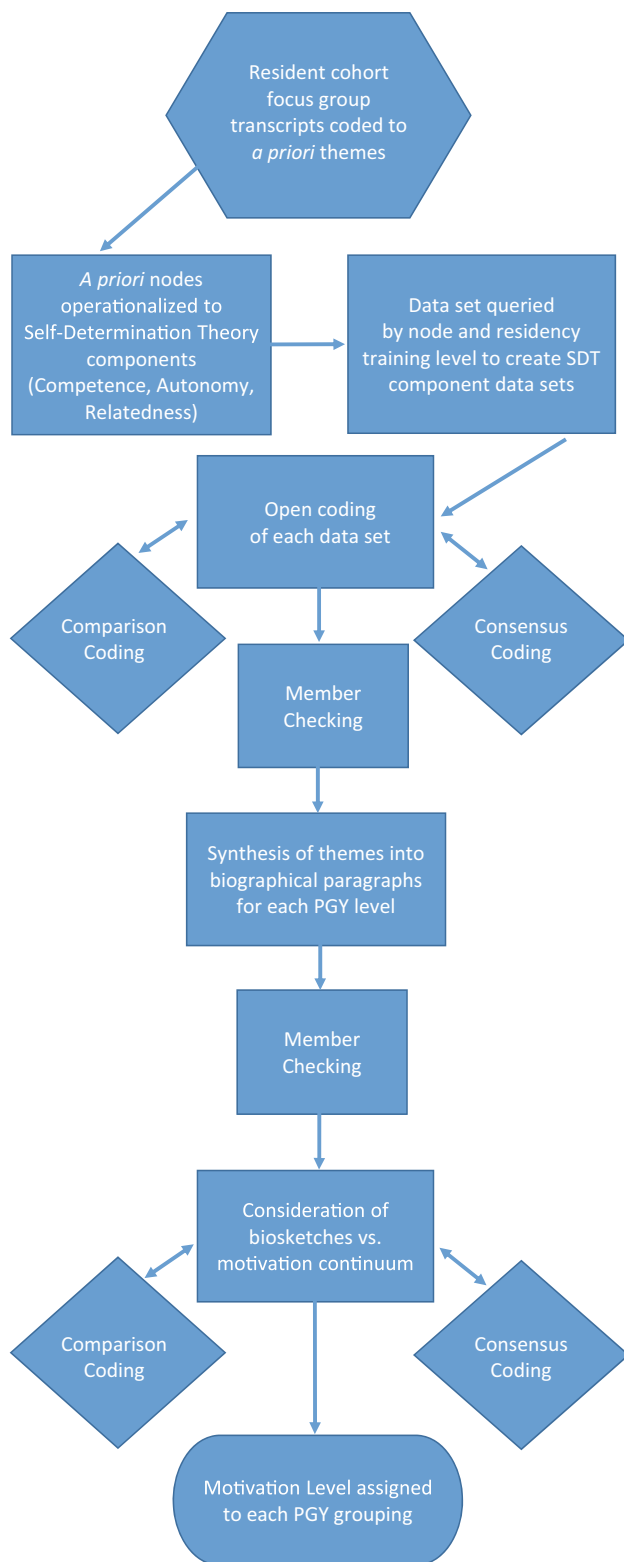 Resident cohort
focus group
transcripts coded to
a priori themes
A priori nodes
operationalized to
Self-Determination Theory
components
(Competence, Autonomy,
Relatedness)
Data set queried
by node and residency
training level to create SDT
component data sets
Open coding
of each data set
Comparison
Coding
Consensus
Coding
Member
Checking
Synthesis of themes into
biographical paragraphs
for each PGY level
Member
Checking
Consideration of
biosketches vs.
motivation continuum
Comparison
Coding
Consensus
Coding
Motivation Level assigned
to each PGY grouping